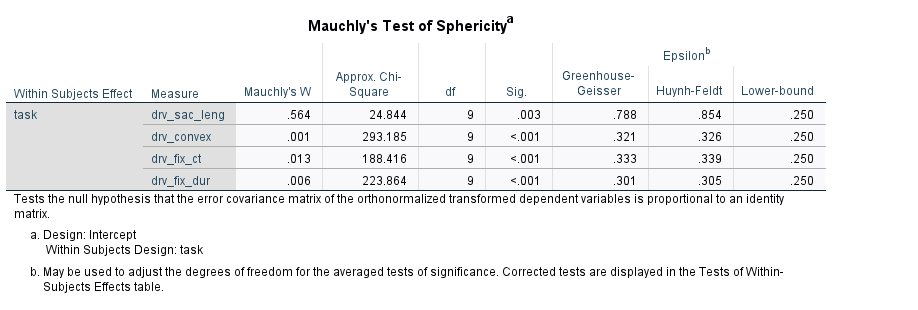 Mauchly's Test of Sphericitya
Epsilonb
Within Subjects Effect Measure Mauchly's W Approx. Chi-Square df Sig. Greenhouse-Geisser Huynh-Feldt Lower-bound
task drv_sac_leng .564 24.844 9 .003 .788 .854 .250
drv_convex .001 293.185 9 <.001 .321 .326 .250
drv_fix_ct .013 188.416 9 <.001 .333 .339 .250
drv_fix_dur .006 223.864 9 <.001 .301 .305 .250
Tests the null hypothesis that the error covariance matrix of the orthonormalized transformed dependent variables is proportional to an identity
matrix.
a. Design: Intercept
Within Subjects Design: task
b. May be used to adjust the degrees of freedom for the averaged tests of significance. Corrected tests are displayed in the Tests of Within-
Subjects Effects table.